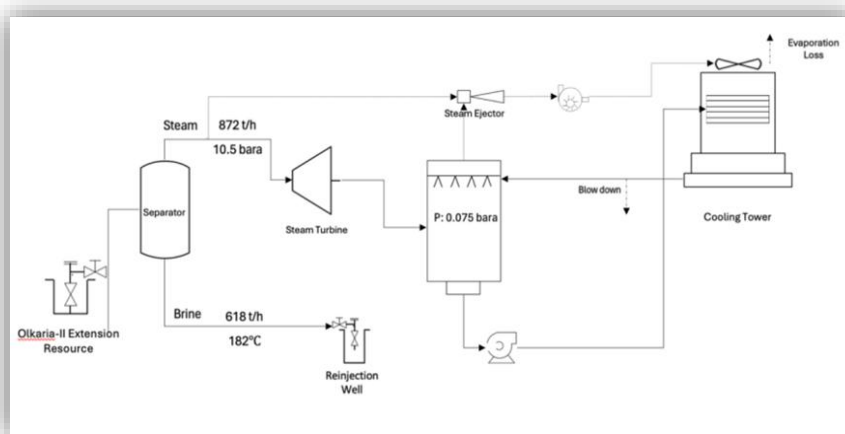 Evaporation
Loss
Steam 872 t/h
10.5 bara
Steam Ejector
Separator
Steam Turbine
P: 0.075 bara
Blow down
Cooling Tower
Olkaria-II Extension
Resource
Brine 618 t/h
182℃
Reinjection
Well